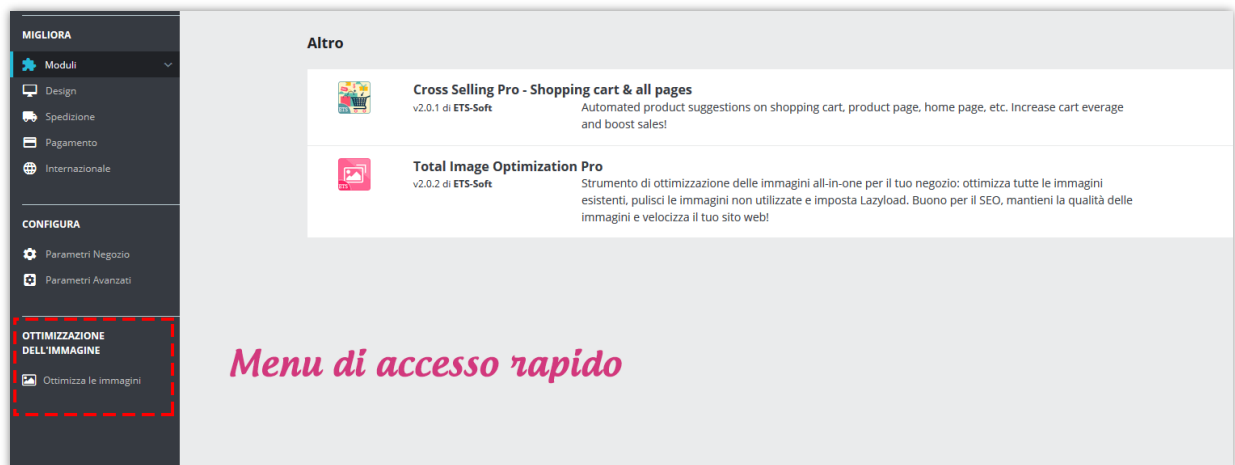 MIGLIORA
Moduli
Design
Spedizione
Pagamento
Internazionale
CONFIGURA
Parametri Negozio
Parametri Avanzati
OTTIMIZZAZIONE
DELL'IMMAGINE
Ottimizza le immagini
Altro
Cross Selling Pro - Shopping cart & all pages
v2.0.1 di ETS-Soft
Automated product suggestions on shopping cart, product page, home page, etc. Increase cart everage
and boost sales!
Total Image Optimization Pro
v2.0.2 di ETS-Soft
Strumento di ottimizzazione delle immagini all-in-one per il tuo negozio: ottimizza tutte le immagini
esistenti, pulisci le immagini non utilizzate e imposta Lazyload. Buono per il SEO, mantieni la qualità delle
immagini e velocizza il tuo sito web!
Menu di accesso rapido